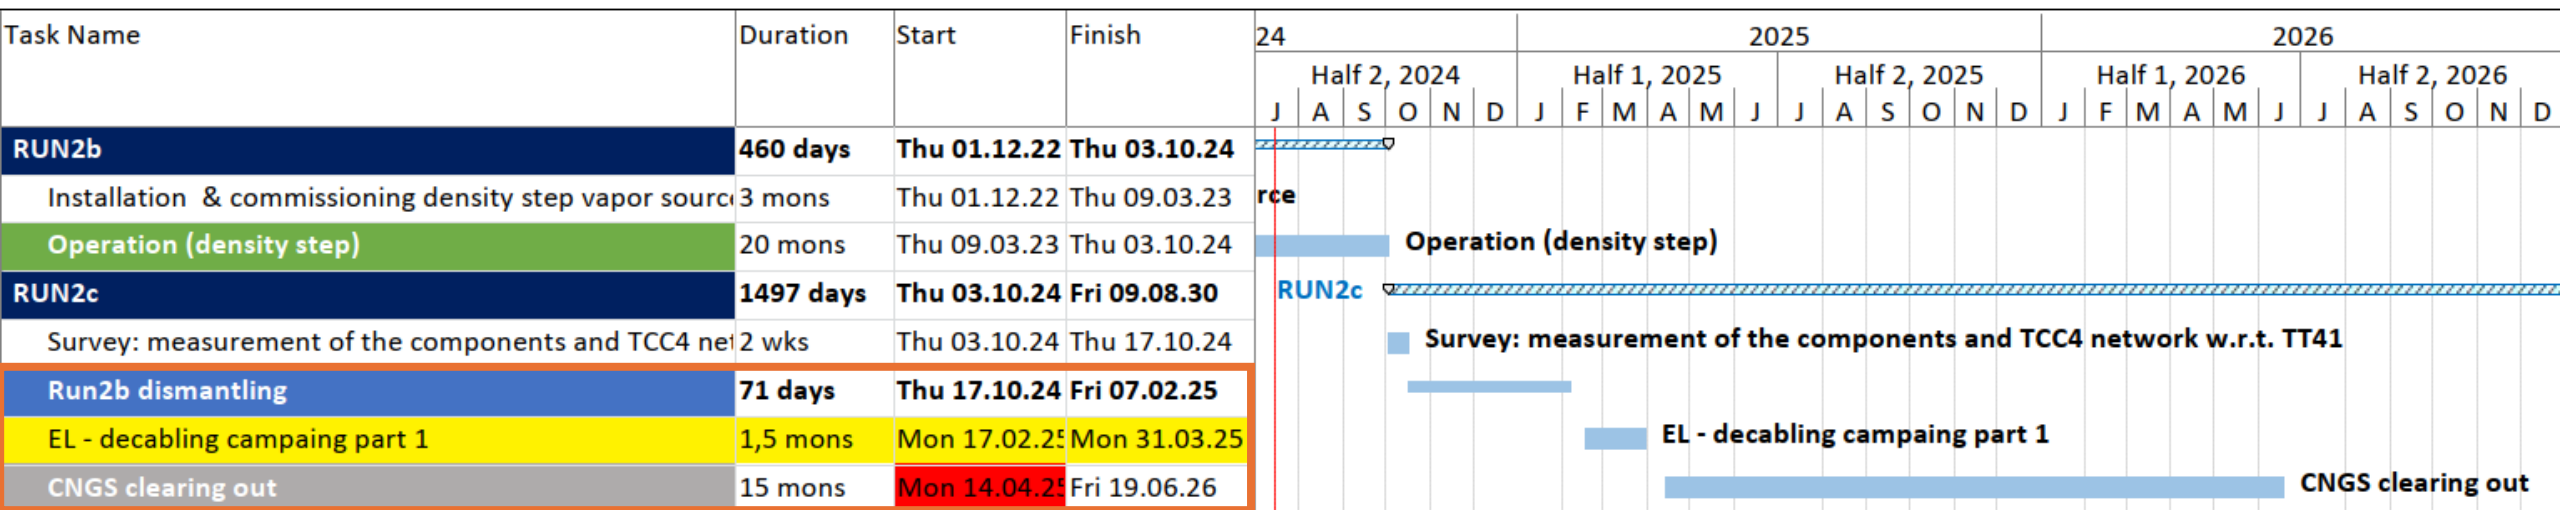 Task Name Duration Start Finish 24 2025 2026
Half 2, 2024 Half 1, 2025 Half 2, 2025 Half 1, 2026 Half 2, 2026
J A S O N D J F M A M J J A S O N D J F M A M J J A S O N D
RUN2b 460 days Thu 01.12.22 Thu 03.10.24
Installation & commissioning density step vapor source 3 mons Thu 01.12.22 Thu 09.03.23 rce
Operation (density step) 20 mons Thu 09.03.23 Thu 03.10.24 Operation (density step)
RUN2c 1497 days Thu 03.10.24 Fri 09.08.30 RUN2c
Survey: measurement of the components and TCC4 net 2 wks Thu 03.10.24 Thu 17.10.24 Survey: measurement of the components and TCC4 network w.r.t. TT41
Run2b dismantling 71 days Thu 17.10.24 Fri 07.02.25
EL - decabling campaing part 1 1,5 mons Mon 17.02.25 Mon 31.03.25 EL - decabling campaing part 1
CNGS clearing out 15 mons Mon 14.04.25 Fri 19.06.26 CNGS clearing out